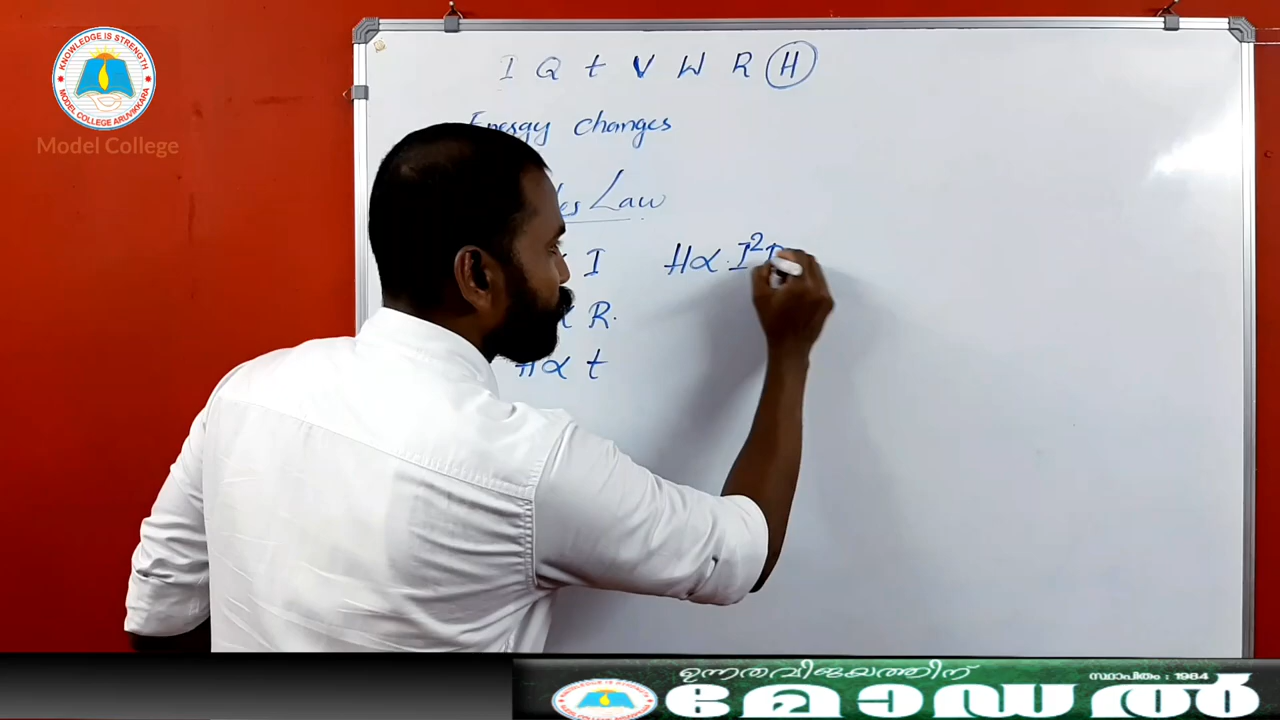 KNOWLEDGE IS STRENGTH
MODEL COLLEGE ARUVIKKARA
Model College
I Q t V W R H
Energy changes
Law
I H∝ I²
∝ R.
H∝ t
ഉന്നതവിജയത്തിന്
സ്ഥാപിതം : 1984
മോഡൽ